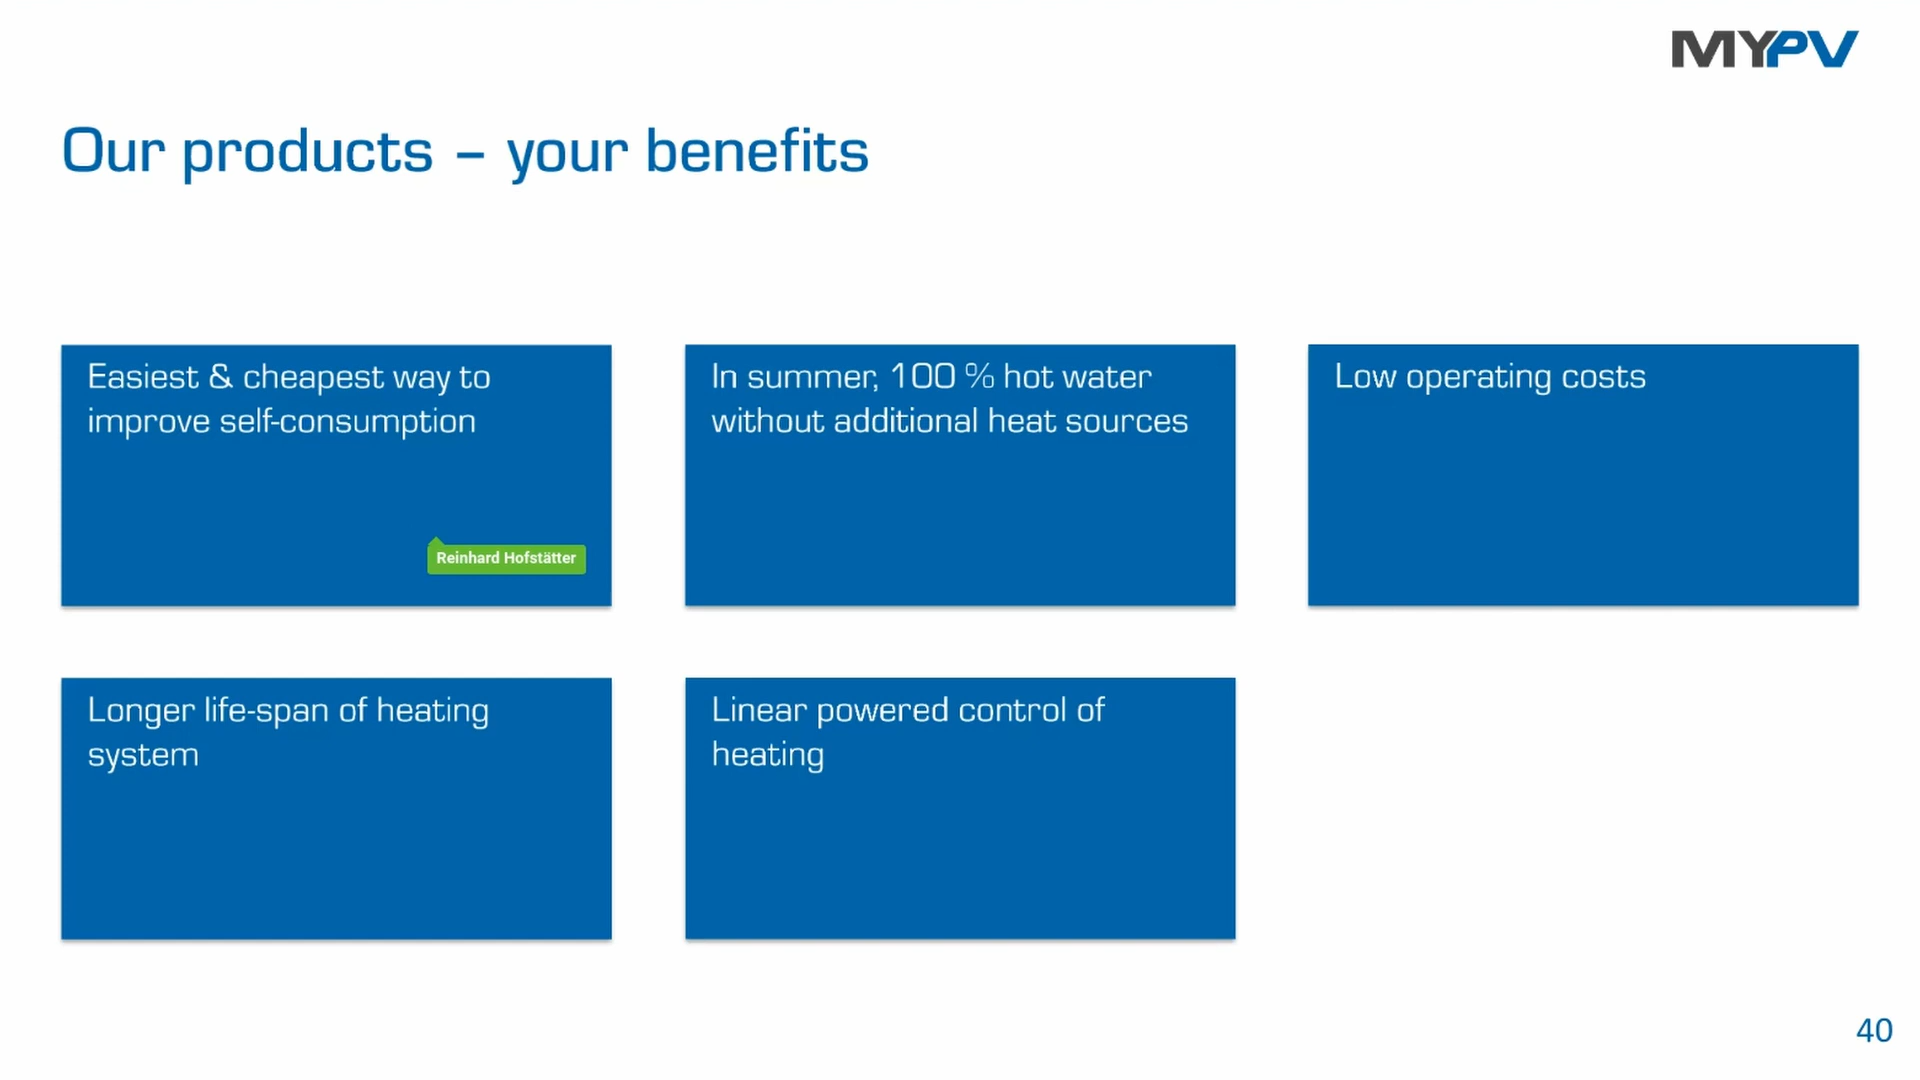 MYPV
Our products – your benefits
Easiest & cheapest way to
improve self-consumption
Reinhard Hofstätter
In summer, 100 % hot water
without additional heat sources
Low operating costs
Longer life-span of heating
system
Linear powered control of
heating
40